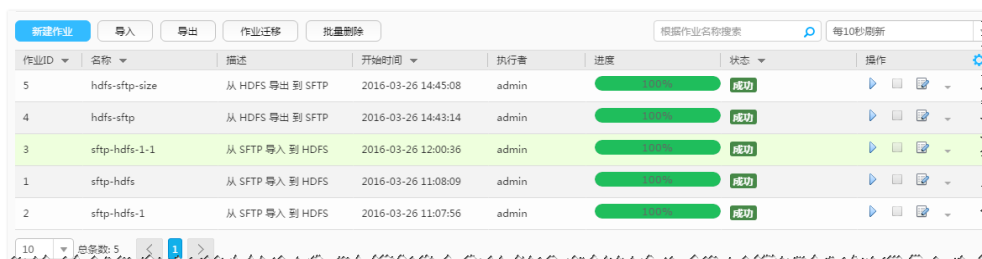 新建作业 导入 导出 作业迁移 批量删除 根据作业名称搜索 每10秒刷新
作业ID 名称 描述 开始时间 执行者 进度 状态 操作
5 hdfs-sftp-size 从 HDFS 导出 到 SFTP 2016-03-26 14:45:08 admin 100% 成功
4 hdfs-sftp 从 HDFS 导出 到 SFTP 2016-03-26 14:43:14 admin 100% 成功
3 sftp-hdfs-1-1 从 SFTP 导入 到 HDFS 2016-03-26 12:00:36 admin 100% 成功
1 sftp-hdfs 从 SFTP 导入 到 HDFS 2016-03-26 11:08:09 admin 100% 成功
2 sftp-hdfs-1 从 SFTP 导入 到 HDFS 2016-03-26 11:07:56 admin 100% 成功
10 总条数: 5 1